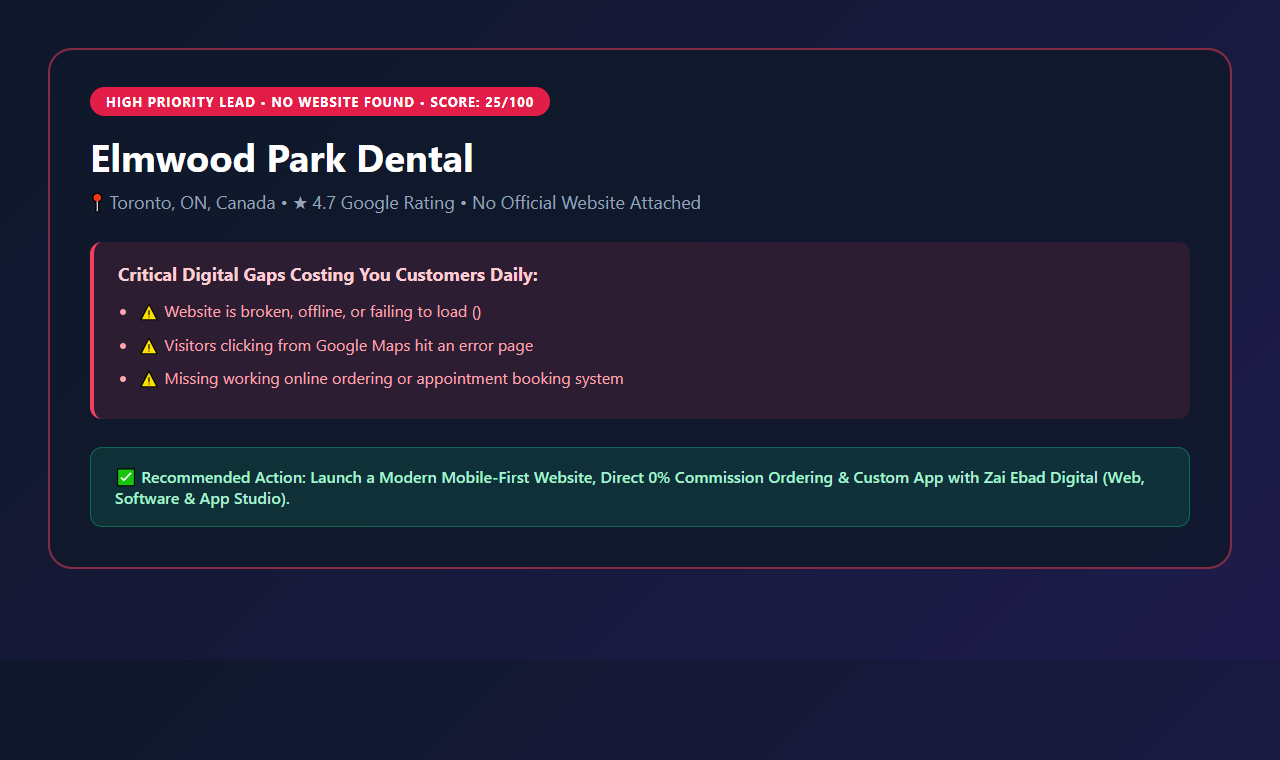 HIGH PRIORITY LEAD • NO WEBSITE FOUND • SCORE: 25/100
Elmwood Park Dental
📍 Toronto, ON, Canada • ★ 4.7 Google Rating • No Official Website Attached
Critical Digital Gaps Costing You Customers Daily:
• ⚠️ Website is broken, offline, or failing to load ()
• ⚠️ Visitors clicking from Google Maps hit an error page
• ⚠️ Missing working online ordering or appointment booking system
✅ Recommended Action: Launch a Modern Mobile-First Website, Direct 0% Commission Ordering & Custom App with Zai Ebad Digital (Web,
Software & App Studio).